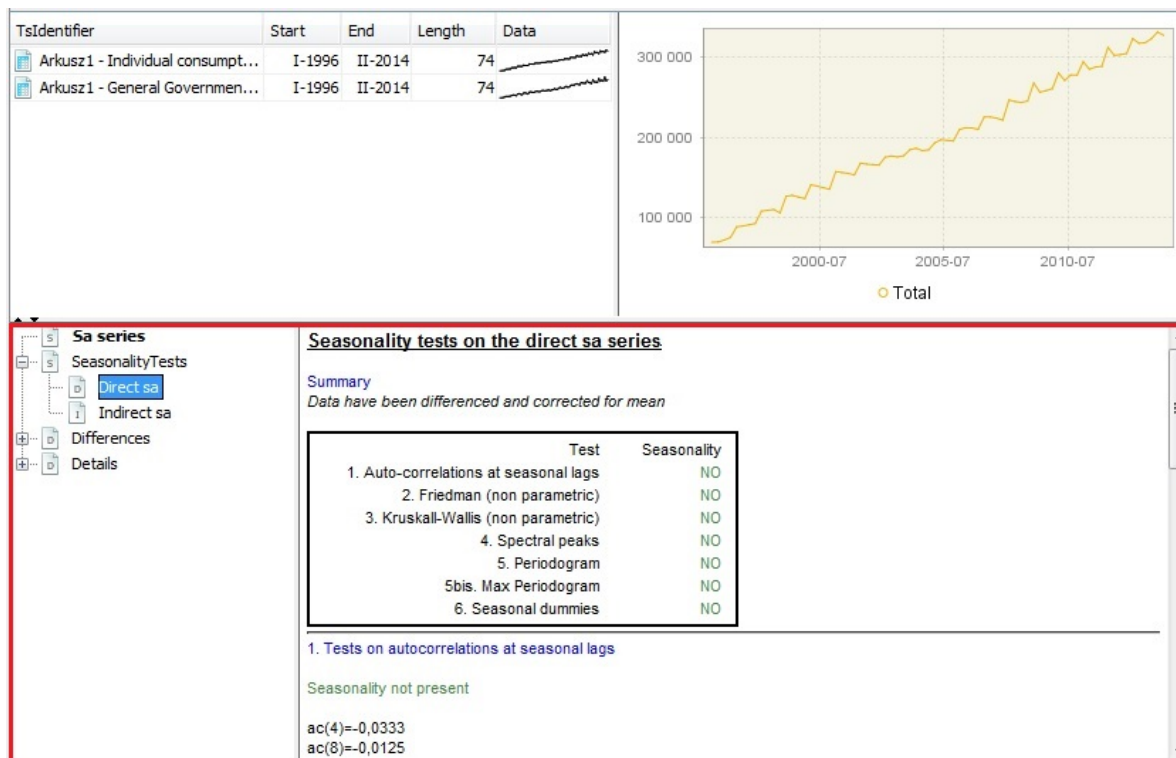 TsIdentifier Start End Length Data
Arkusz1 - Individual consumpt... I-1996 II-2014 74
Arkusz1 - General Governmen... I-1996 II-2014 74
300 000
200 000
100 000
2000-07 2005-07 2010-07
Total
Sa series
SeasonalityTests
Direct sa
Indirect sa
Differences
Details
Seasonality tests on the direct sa series
Summary
Data have been differenced and corrected for mean
Test Seasonality
1. Auto-correlations at seasonal lags NO
2. Friedman (non parametric) NO
3. Kruskall-Wallis (non parametric) NO
4. Spectral peaks NO
5. Periodogram NO
5bis. Max Periodogram NO
6. Seasonal dummies NO
1. Tests on autocorrelations at seasonal lags
Seasonality not present
ac(4)=-0,0333
ac(8)=-0,0125